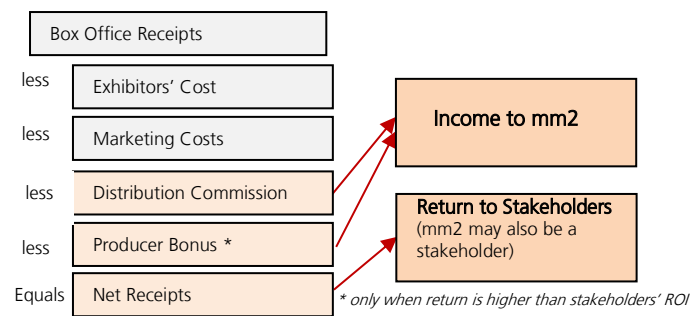 Box Office Receipts
less Exhibitors’ Cost
less Marketing Costs
less Distribution Commission
less Producer Bonus *
Equals Net Receipts
Income to mm2
Return to Stakeholders
(mm2 may also be a
stakeholder)
* only when return is higher than stakeholders’ ROI